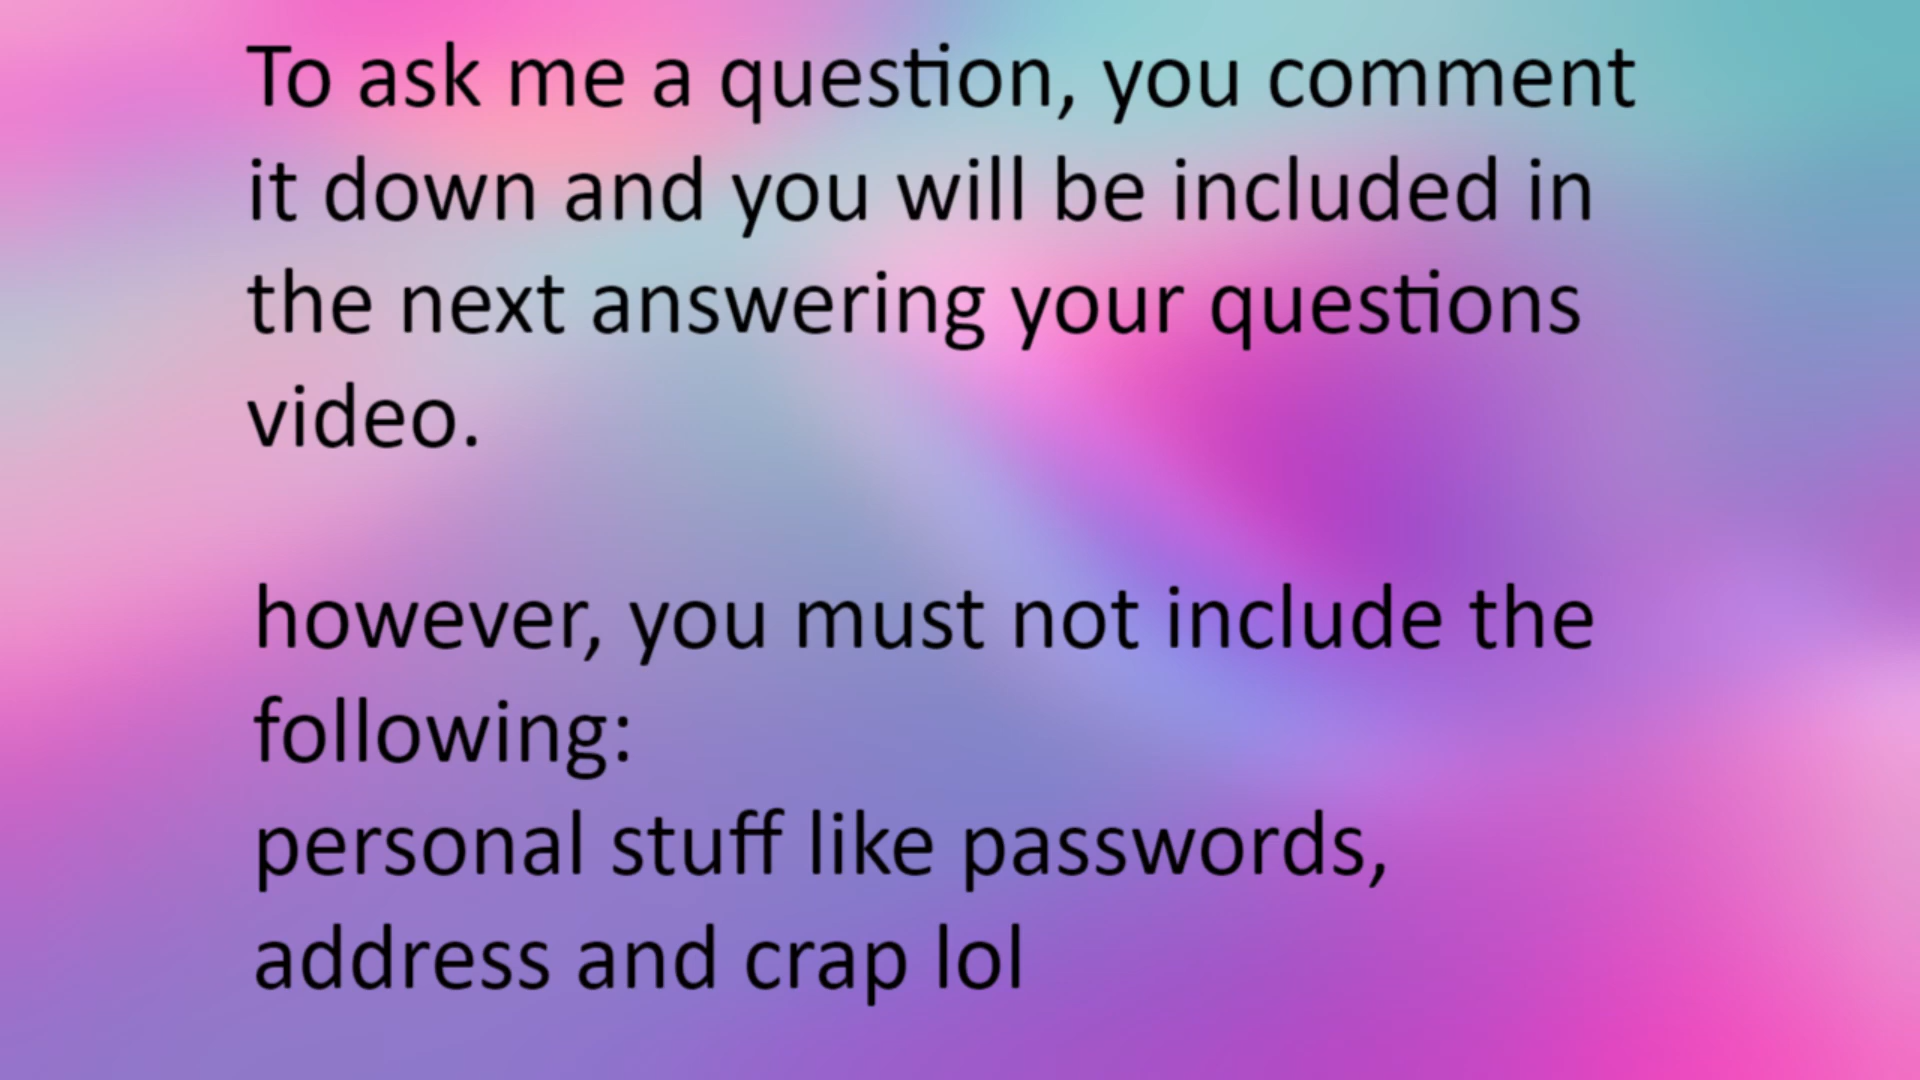 To ask me a question, you comment
it down and you will be included in
the next answering your questions
video.
however, you must not include the
following:
personal stuff like passwords,
address and crap lol